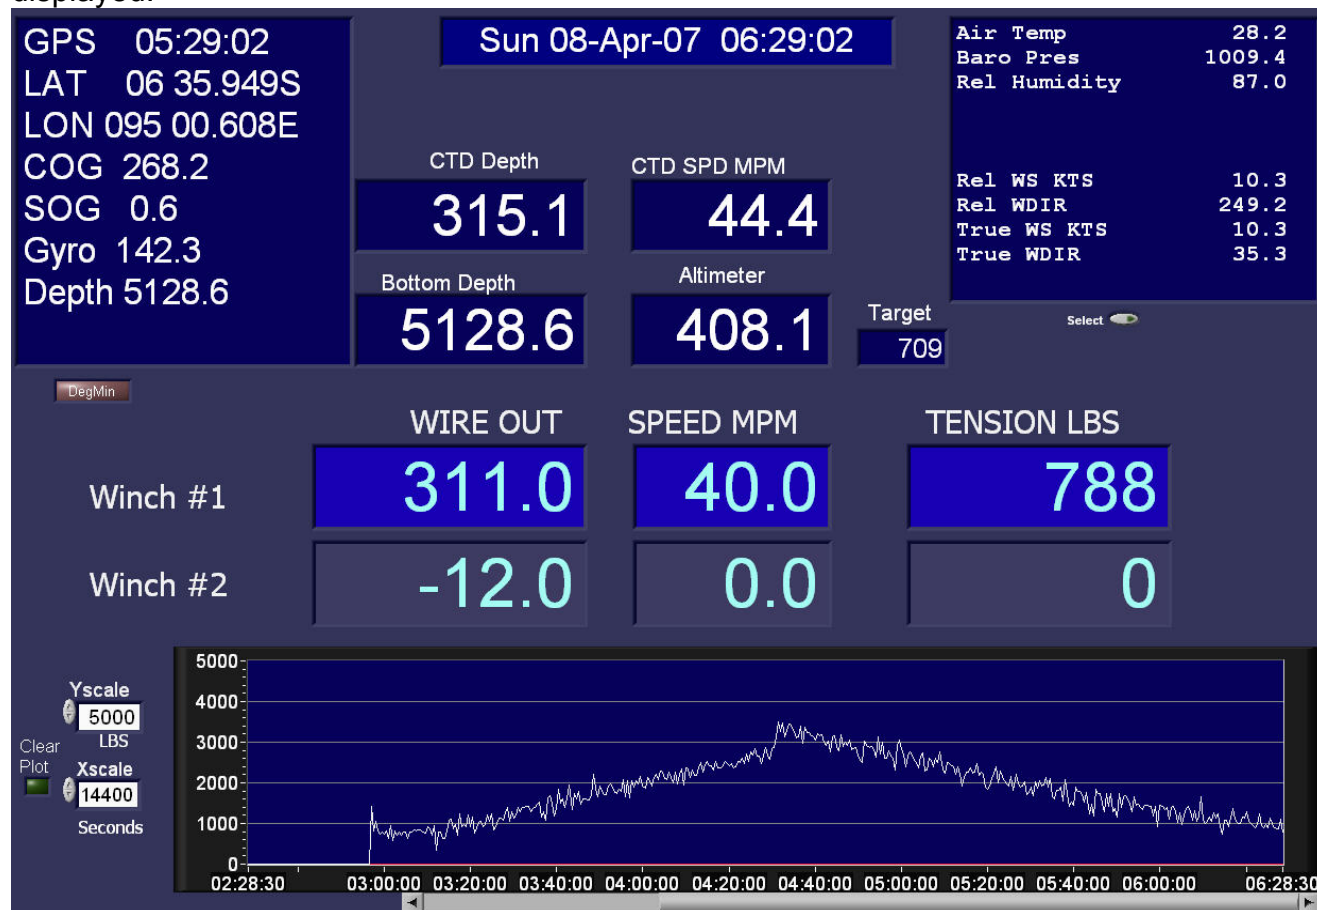 displayed.
GPS 05:29:02
LAT 06 35.949S
LON 095 00.608E
COG 268.2
SOG 0.6
Gyro 142.3
Depth 5128.6
Sun 08-Apr-07 06:29:02
Air Temp 28.2
Baro Pres 1009.4
Rel Humidity 87.0
Rel WS KTS 10.3
Rel WDIR 249.2
True WS KTS 10.3
True WDIR 35.3
CTD Depth CTD SPD MPM
315.1 44.4
Bottom Depth Altimeter
5128.6 408.1
Target
709
Select
DegMin
WIRE OUT SPEED MPM TENSION LBS
Winch #1 311.0 40.0 788
Winch #2 -12.0 0.0 0
Yscale
5000
LBS
Clear
Plot
Xscale
14400
Seconds
5000
4000
3000
2000
1000
0
02:28:30 03:00:00 03:20:00 03:40:00 04:00:00 04:20:00 04:40:00 05:00:00 05:20:00 05:40:00 06:00:00 06:28:30